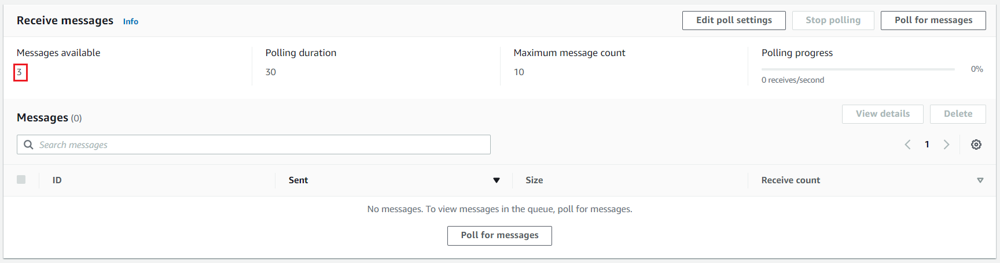 Receive messages Info Edit poll settings Stop polling Poll for messages
Messages available Polling duration Maximum message count Polling progress
3 30 10 0%
0 receives/second
Messages (0) View details Delete
Search messages 1
ID Sent Size Receive count
No messages. To view messages in the queue, poll for messages.
Poll for messages